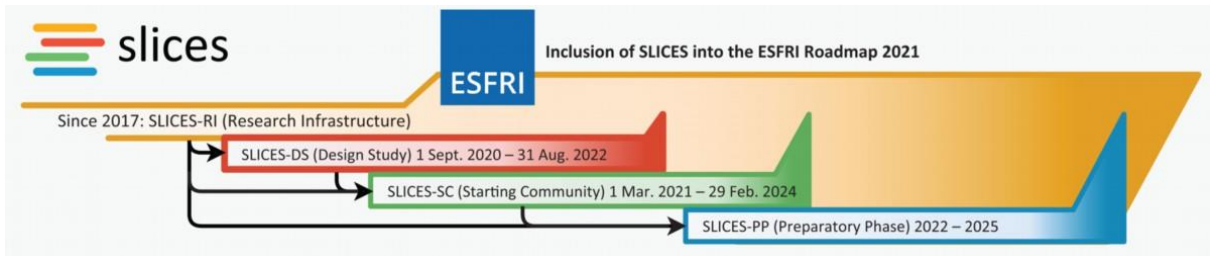 slices
ESFRI
Inclusion of SLICES into the ESFRI Roadmap 2021
Since 2017: SLICES-RI (Research Infrastructure)
SLICES-DS (Design Study) 1 Sept. 2020 – 31 Aug. 2022
SLICES-SC (Starting Community) 1 Mar. 2021 – 29 Feb. 2024
SLICES-PP (Preparatory Phase) 2022 – 2025